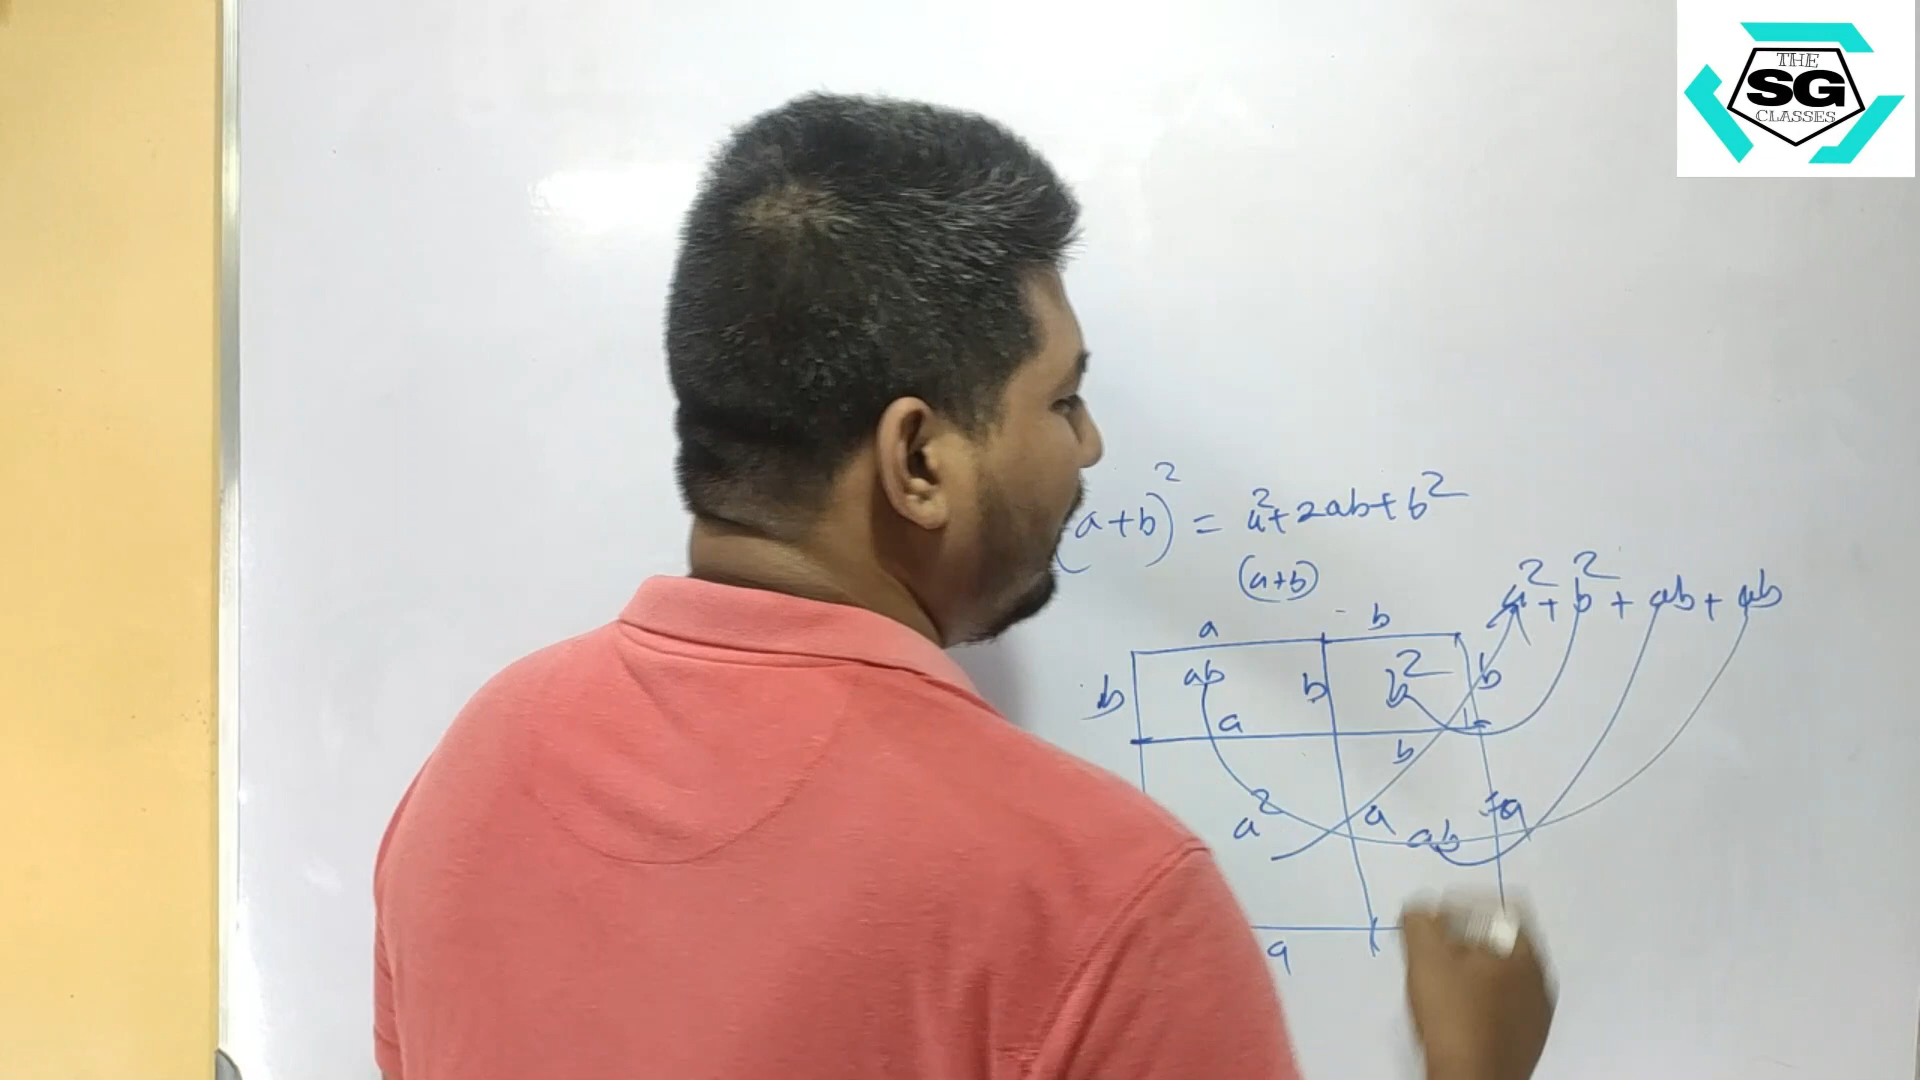 THE
SG
CLASSES
(a+b)² = a²+2ab+b²
(a+b)
a² + b² + ab + ab
a b
b ab b b² b
a b
a² a ab a
a